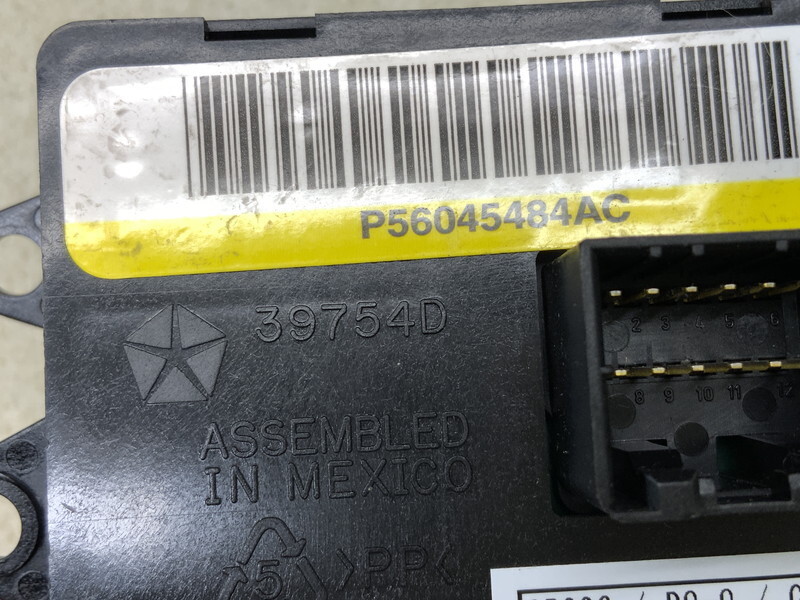 P56045484AC
39754D
2 3 4 5 6
8 9 10 11
ASSEMBLED
IN MEXICO
5 >PP<